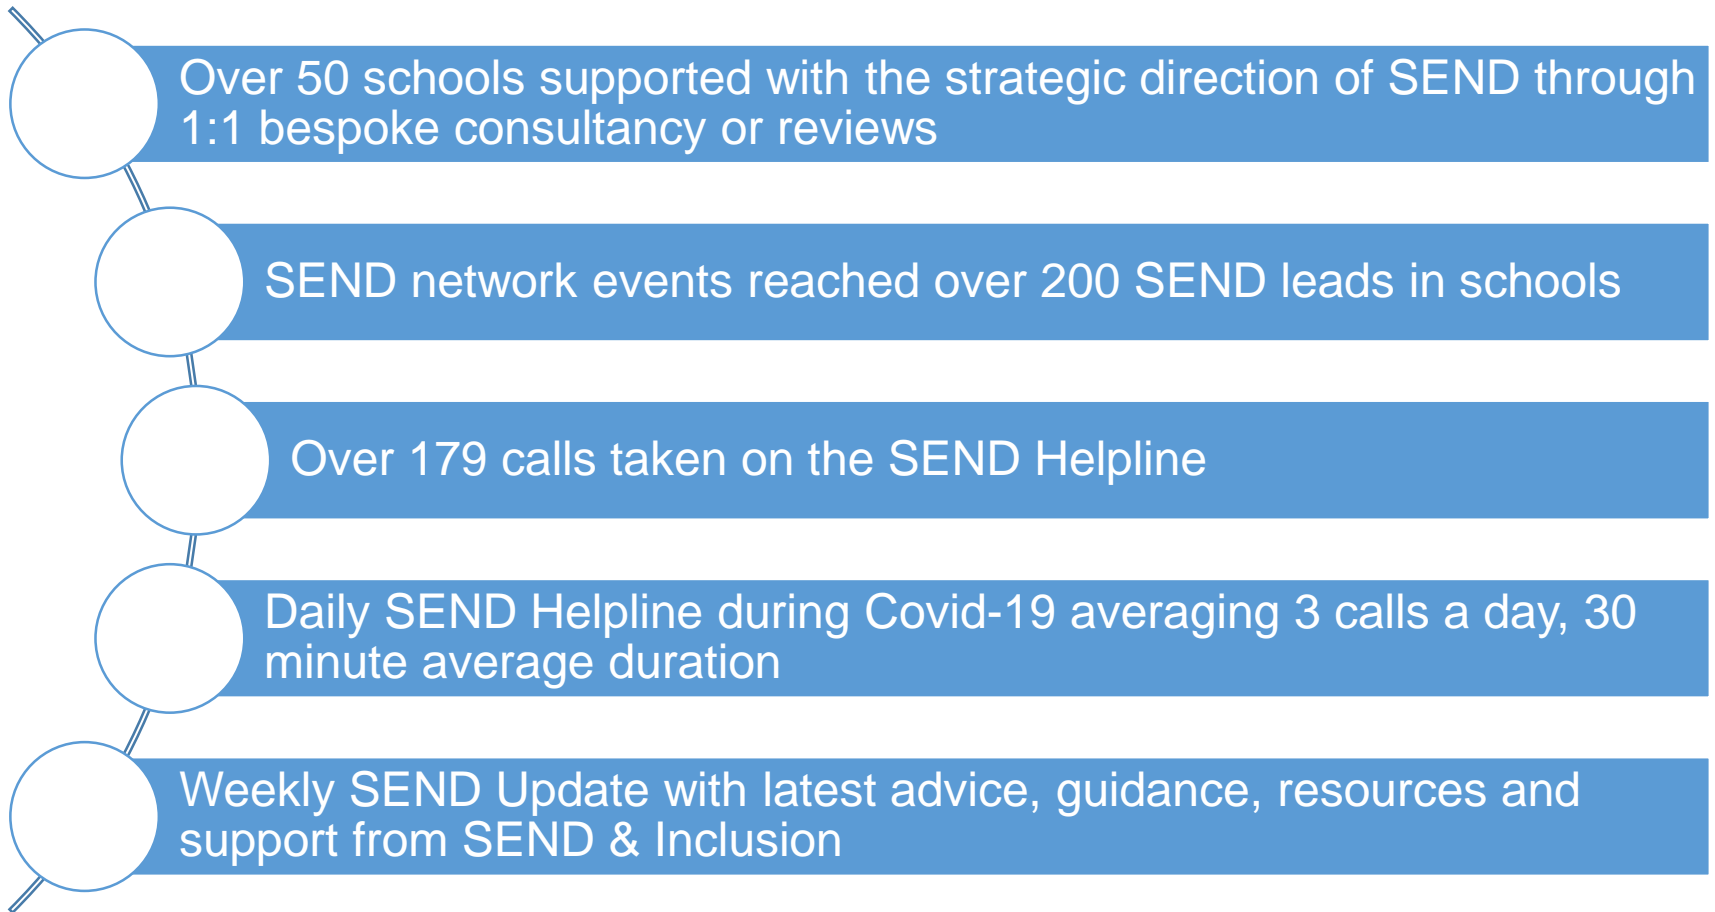 Over 50 schools supported with the strategic direction of SEND through
1:1 bespoke consultancy or reviews
SEND network events reached over 200 SEND leads in schools
Over 179 calls taken on the SEND Helpline
Daily SEND Helpline during Covid-19 averaging 3 calls a day, 30
minute average duration
Weekly SEND Update with latest advice, guidance, resources and
support from SEND & Inclusion